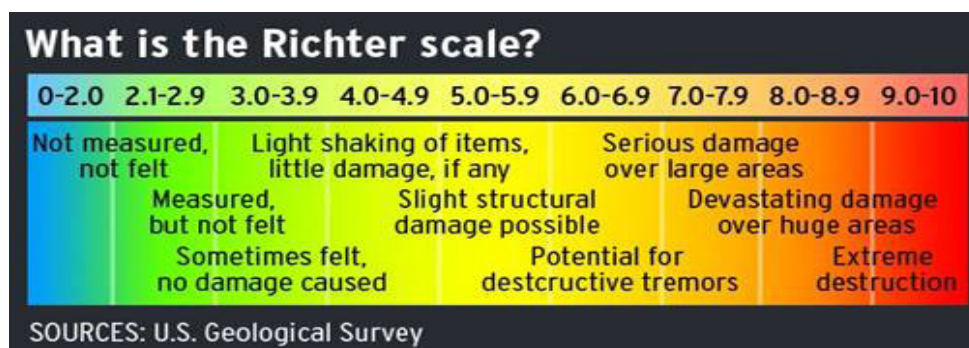 What is the Richter scale?
0-2.0 2.1-2.9 3.0-3.9 4.0-4.9 5.0-5.9 6.0-6.9 7.0-7.9 8.0-8.9 9.0-10
Not measured,
not felt
Light shaking of items,
little damage, if any
Serious damage
over large areas
Measured,
but not felt
Slight structural
damage possible
Devastating damage
over huge areas
Sometimes felt,
no damage caused
Potential for
destcructive tremors
Extreme
destruction
SOURCES: U.S. Geological Survey